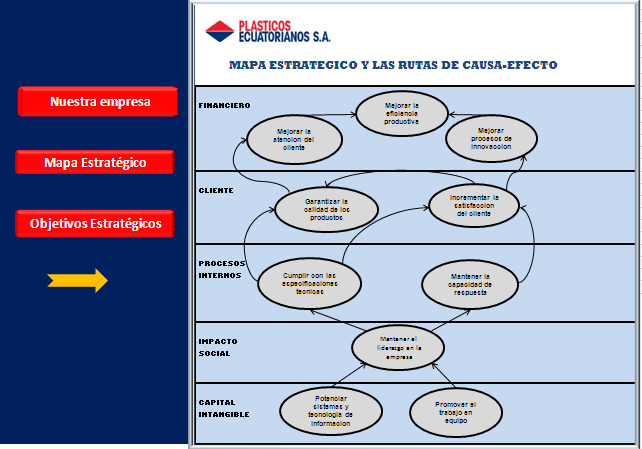 PLASTICOS
ECUATORIANOS S.A.
MAPA ESTRATEGICO Y LAS RUTAS DE CAUSA-EFECTO
Nuestra empresa
Mapa Estratégico
Objetivos Estratégicos
FINANCIERO
Mejorar la
eficiencia
productiva
Mejorar la
atencion del
cliente
Mejorar
procesos de
innovaccion
CLIENTE
Garantizar la
calidad de los
productos
Incrementar la
satisfaccion
del cliente
PROCESOS
INTERNOS
Cumplir con las
especificaciones
tecnicas
Mantener la
capacidad de
respuesta
IMPACTO
SOCIAL
Mantener el
liderazgo en la
empresa
CAPITAL
INTANGIBLE
Potenciar
sistemas y
tecnologia de
informacion
Promover el
trabajo en
equipo